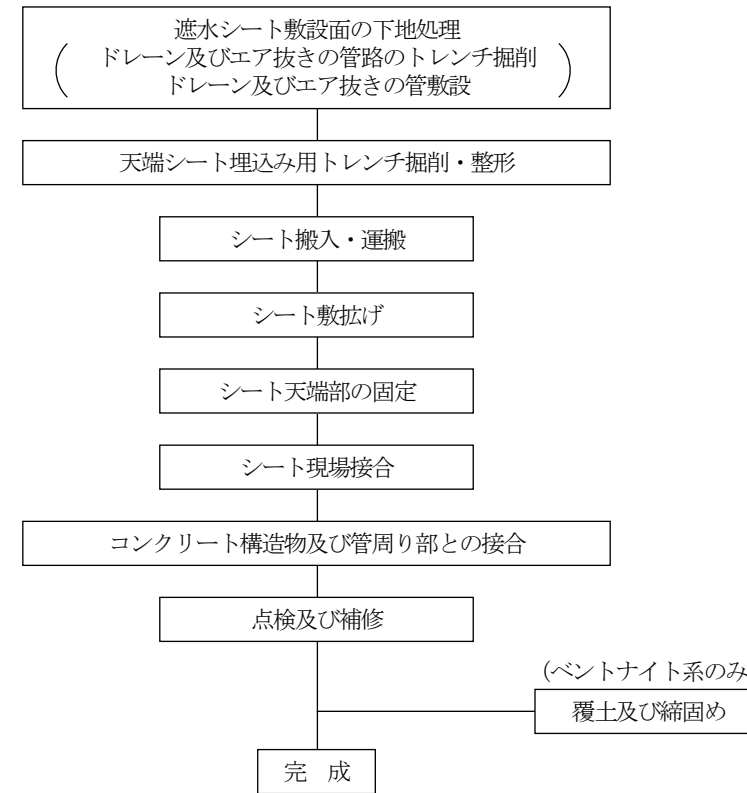 遮水シート敷設面の下地処理
(ドレーン及びエア抜きの管路のトレンチ掘削
ドレーン及びエア抜きの管敷設)
天端シート埋込み用トレンチ掘削・整形
シート搬入・運搬
シート敷拡げ
シート天端部の固定
シート現場接合
コンクリート構造物及び管周り部との接合
点検及び補修
(ベントナイト系のみ
覆土及び締固め
完　成